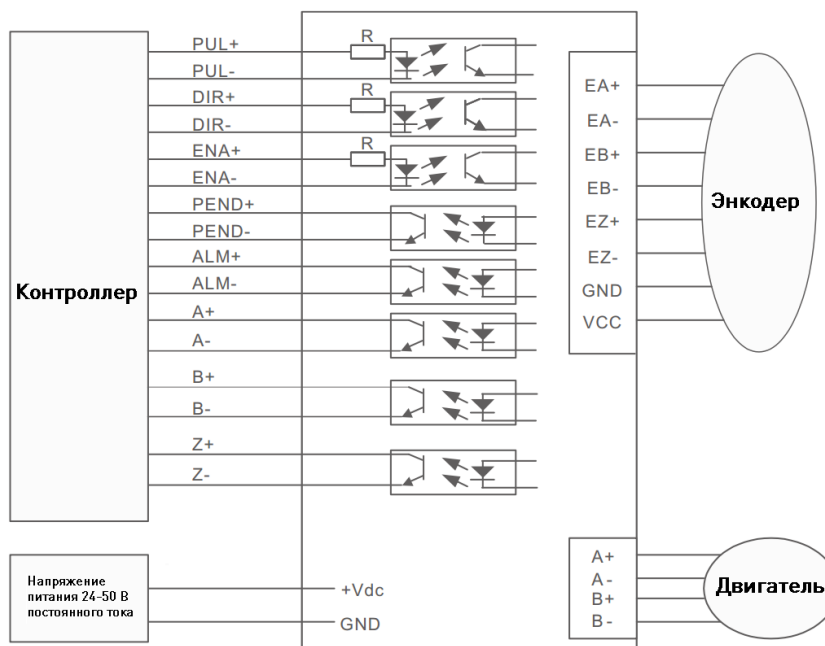 PUL+
R
PUL-
DIR+
R
DIR-
ENA+
R
ENA-
PEND+
PEND-
ALM+
ALM-
A+
A-
B+
B-
Z+
Z-
Контроллер
EA+
EA-
EB+
EB-
EZ+
EZ-
GND
VCC
Энкодер
Напряжение
питания 24-50 В
постоянного тока
+Vdc
GND
A+
A-
B+
B-
Двигатель